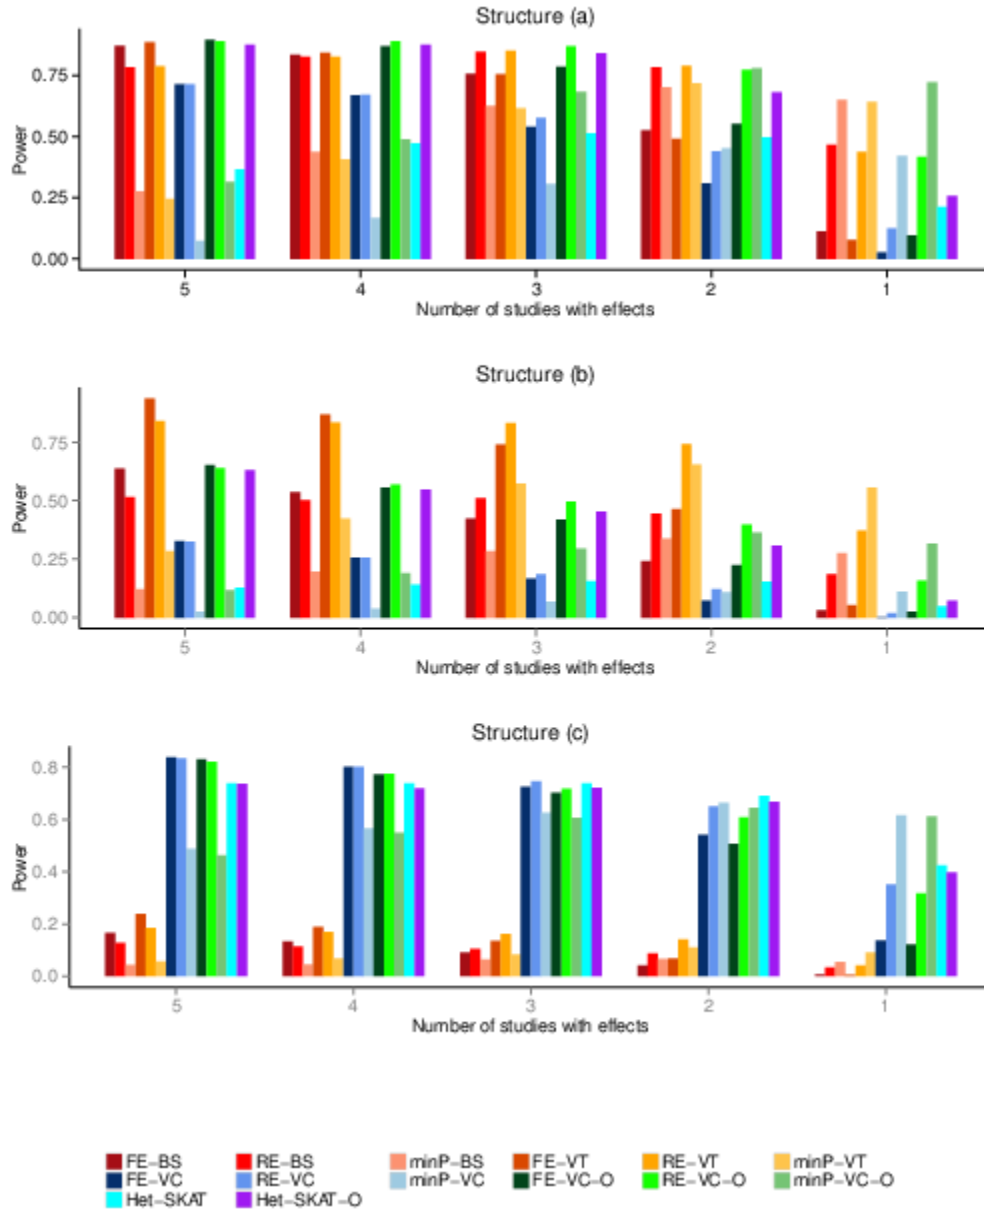 Structure (a)
Power
0.75
0.50
0.25
0.00
5 4 3 2 1
Number of studies with effects
Structure (b)
Power
0.75
0.50
0.25
0.00
5 4 3 2 1
Number of studies with effects
Structure (c)
Power
0.8
0.6
0.4
0.2
0.0
5 4 3 2 1
Number of studies with effects
FE−BS RE−BS minP−BS FE−VT RE−VT minP−VT
FE−VC RE−VC minP−VC FE−VC−O RE−VC−O minP−VC−O
Het−SKAT Het−SKAT−O